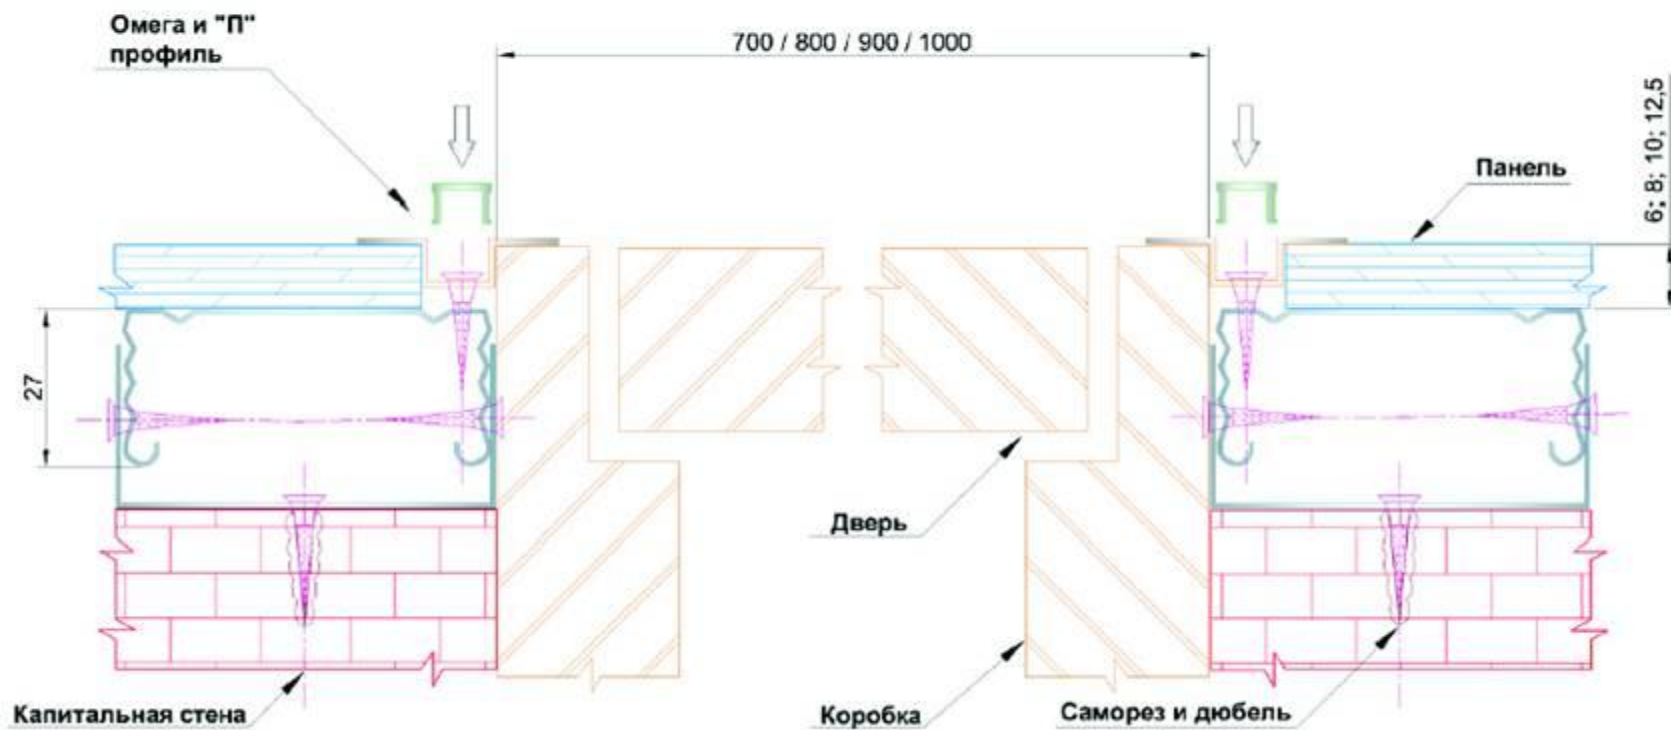 Омега и "П"
профиль
700 / 800 / 900 / 1000
6; 8; 10; 12,5
Панель
27
Дверь
Капитальная стена
Коробка
Саморез и дюбель